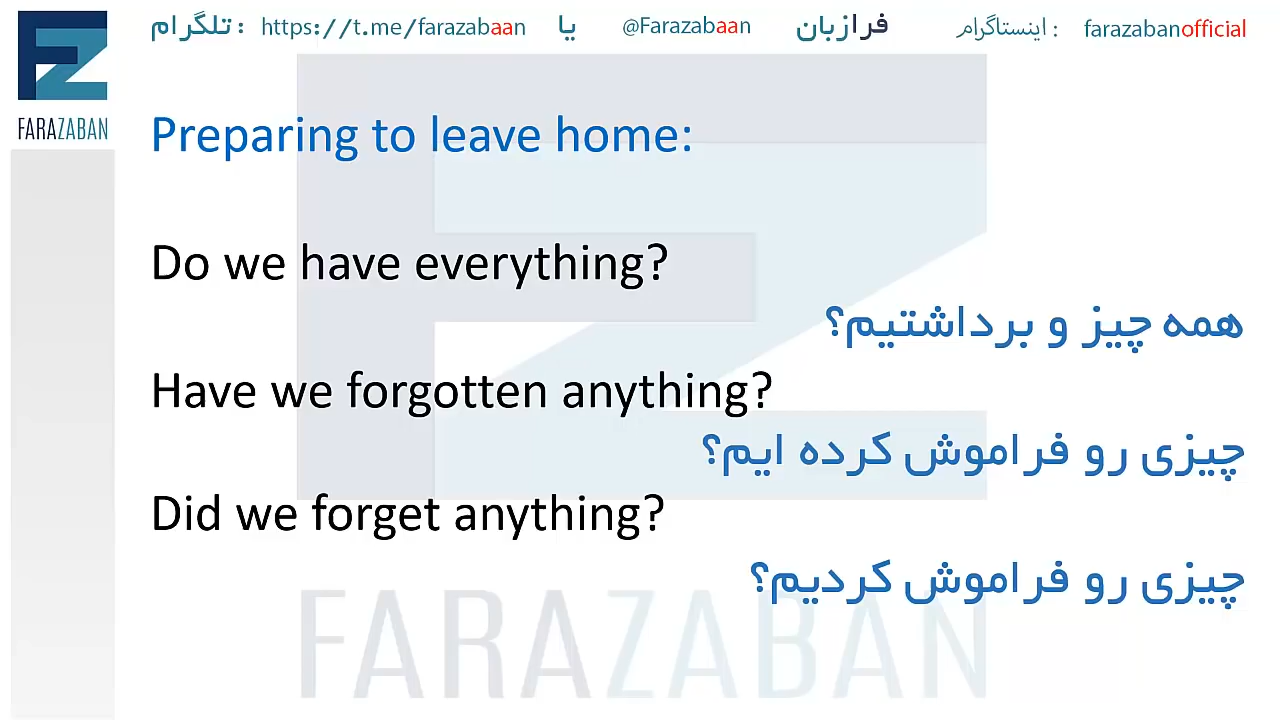 تلگرام : https://t.me/farazabaan یا @Farazabaan فرازبان اینستاگرام : farazabanofficial
FARAZABAN
Preparing to leave home:
Do we have everything?
همه چیز و برداشتیم؟
Have we forgotten anything?
چیزی رو فراموش کرده ایم؟
Did we forget anything?
چیزی رو فراموش کردیم؟
FARAZABAN